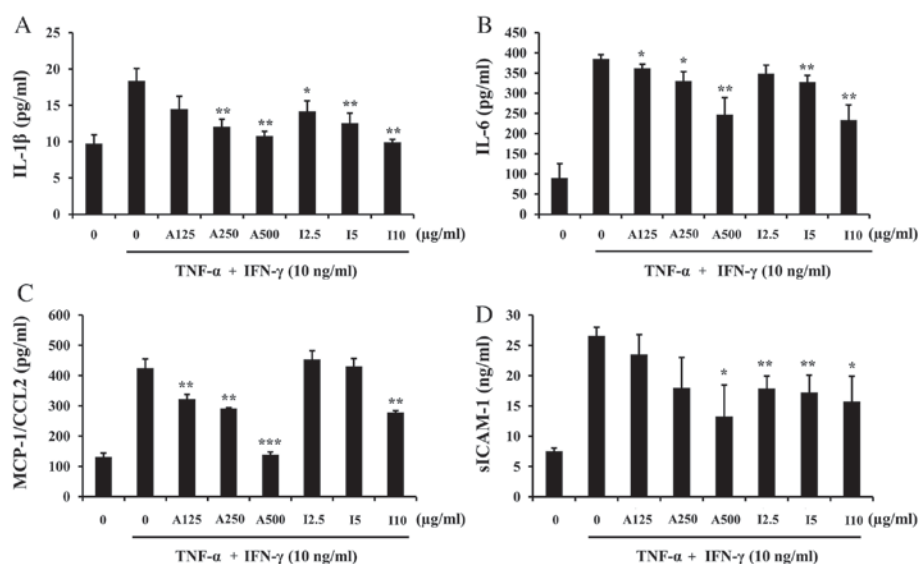 A
IL-1β (pg/ml)
25
20
15
10
5
0
** ** * ** **
0 0 A125 A250 A500 I2.5 I5 I10 (μg/ml)
TNF-α + IFN-γ (10 ng/ml)
B
IL-6 (pg/ml)
450
400
350
300
250
200
150
100
50
0
* * ** ** **
0 0 A125 A250 A500 I2.5 I5 I10 (μg/ml)
TNF-α + IFN-γ (10 ng/ml)
C
MCP-1/CCL2 (pg/ml)
600
500
400
300
200
100
0
** ** *** **
0 0 A125 A250 A500 I2.5 I5 I10 (μg/ml)
TNF-α + IFN-γ (10 ng/ml)
D
sICAM-1 (ng/ml)
30
25
20
15
10
5
0
* ** ** *
0 0 A125 A250 A500 I2.5 I5 I10 (μg/ml)
TNF-α + IFN-γ (10 ng/ml)